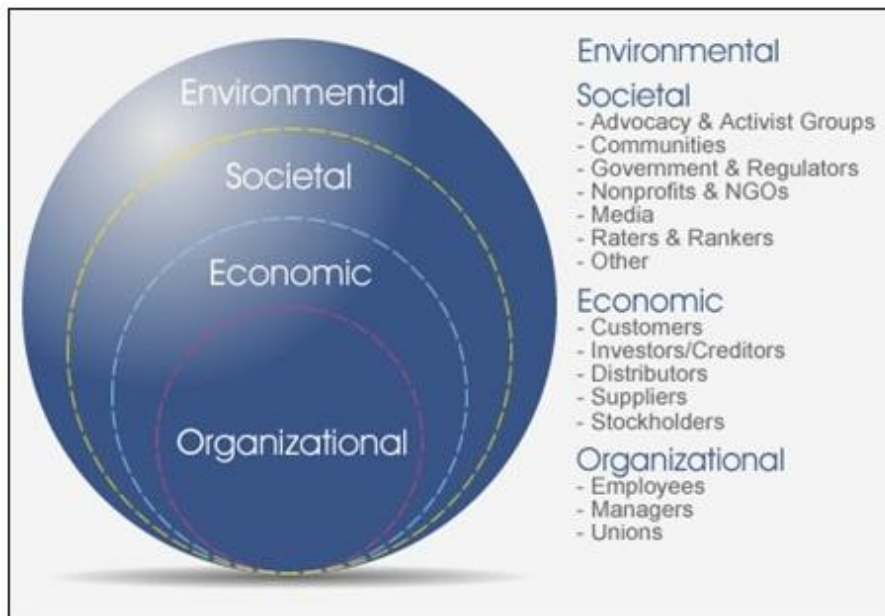 Environmental
Societal
Economic
Organizational
Environmental
Societal
- Advocacy & Activist Groups
- Communities
- Government & Regulators
- Nonprofits & NGOs
- Media
- Raters & Rankers
- Other
Economic
- Customers
- Investors/Creditors
- Distributors
- Suppliers
- Stockholders
Organizational
- Employees
- Managers
- Unions